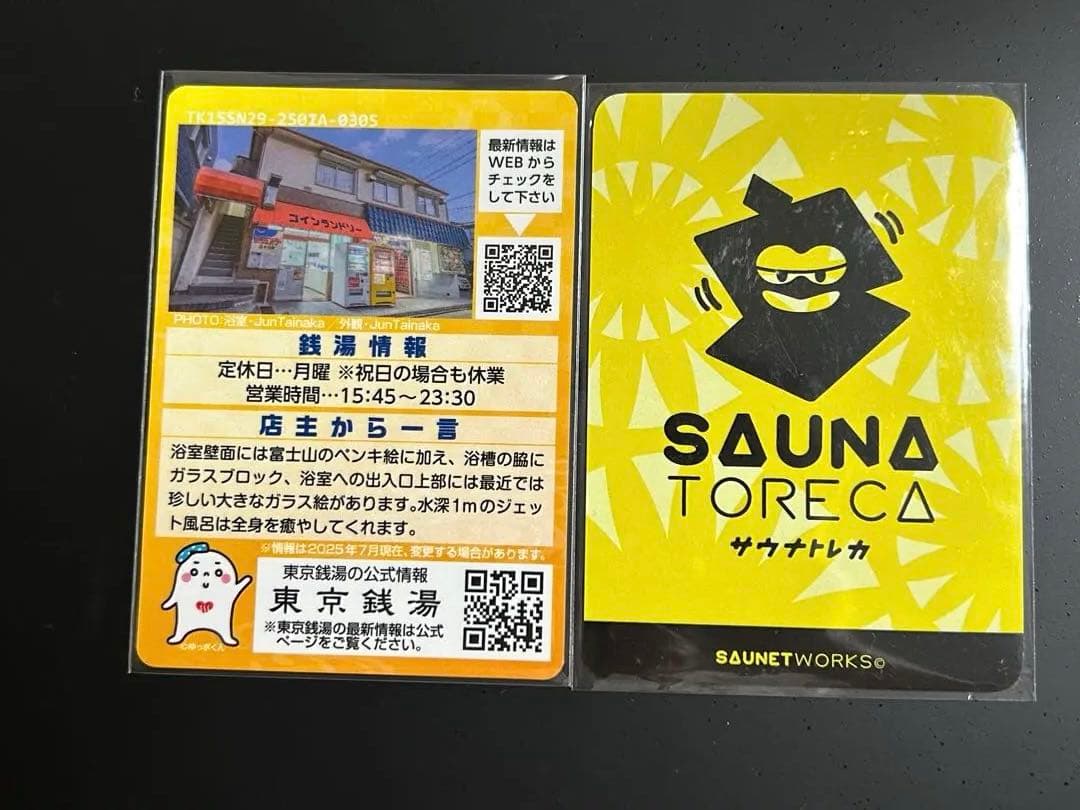 TK15SN29-2501A-0305
最新情報は
WEBから
チェックを
して下さい
コインランドリー
PHOTO:浴室・JunTainaka / 外観・JunTainaka
銭湯情報
定休日…月曜 ※祝日の場合も休業
営業時間…15:45～23:30
店主から一言
浴室壁面には富士山のペンキ絵に加え、浴槽の脇に
ガラスブロック、浴室への出入口上部には最近では
珍しい大きなガラス絵があります。水深1mのジェッ
ト風呂は全身を癒やしてくれます。
※情報は2025年7月現在、変更する場合があります。
東京銭湯の公式情報
東京銭湯
※東京銭湯の最新情報は公式
ページをご覧ください。
©ゆっポくん
SAUNA
TORECA
サウナトレカ
SAUNETWORKS©